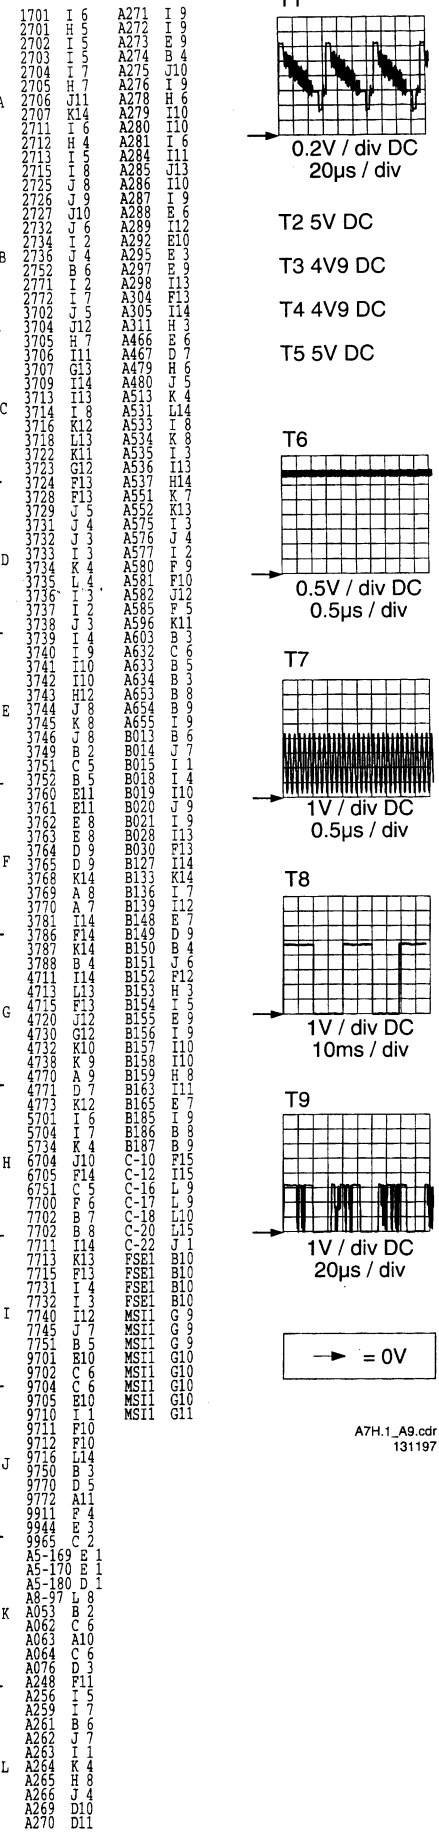 A
B
C
D
E
F
G
H
I
J
K
L
1701 I 6
2701 H 5
2702 I 5
2703 I 5
2704 I 7
2705 H 7
2706 J11
2707 K14
2711 I 6
2712 H 4
2713 I 5
2715 I 8
2725 J 8
2726 J 9
2727 J10
2732 J 6
2734 I 2
2736 J 4
2752 B 6
2771 I 2
2772 I 7
3702 J 5
3704 J12
3705 H 7
3706 I11
3707 G13
3709 I14
3713 I13
3714 I 8
3716 K12
3718 L13
3722 K11
3723 G12
3724 F13
3728 F13
3729 J 5
3731 J 4
3732 J 3
3733 I 3
3734 K 4
3735 L 4
3736 I 3
3737 I 2
3738 J 3
3739 I 4
3740 I 9
3741 I10
3742 I10
3743 H12
3744 J 8
3745 K 8
3746 J 8
3749 B 2
3751 C 5
3752 B 5
3760 E11
3761 E11
3762 E 8
3763 E 8
3764 D 9
3765 D 9
3768 K14
3769 A 8
3770 A 7
3781 I14
3786 F14
3787 K14
3788 B 4
4711 I14
4713 L13
4715 F13
4720 J12
4730 G12
4732 K10
4738 K 9
4770 A 9
4771 D 7
4773 K12
5701 I 6
5704 I 7
5734 K 4
6704 J10
6705 F14
6751 C 5
7700 F 6
7702 B 7
7702 B 8
7711 I14
7713 K13
7715 F13
7731 I 4
7732 I 3
7740 I12
7745 J 7
7751 B 5
9701 E10
9702 C 6
9704 C 6
9705 E10
9710 I 1
9711 F10
9712 F10
9716 L14
9750 B 3
9770 D 5
9772 A11
9911 F 4
9944 E 3
9965 C 2
A5-169 E 1
A5-170 E 1
A5-180 D 1
A8-97 L 8
A053 B 2
A062 C 6
A063 A10
A064 C 6
A076 D 3
A248 F11
A256 I 5
A259 I 7
A261 B 6
A262 J 7
A263 I 1
A264 K 4
A265 H 8
A266 J 4
A269 D10
A270 D11
A271 I 9
A272 I 9
A273 E 9
A274 B 4
A275 J10
A276 I 9
A278 H 6
A279 I10
A280 I10
A281 I 6
A284 I11
A285 J13
A286 I10
A287 I 9
A288 E 6
A289 I12
A292 E10
A295 E 3
A297 E 9
A298 I13
A304 F13
A305 I14
A311 H 3
A466 E 6
A467 D 7
A479 H 6
A480 J 5
A513 K 4
A531 L14
A533 I 8
A534 K 8
A535 I 3
A536 I13
A537 H14
A551 K 7
A552 K13
A575 I 3
A576 J 4
A577 I 2
A580 F 9
A581 F10
A582 J12
A585 F 5
A596 K11
A603 B 3
A632 C 6
A633 B 5
A634 B 3
A653 B 8
A654 B 9
A655 I 9
B013 B 6
B014 J 7
B015 I 1
B018 I 4
B019 I10
B020 J 9
B021 I 9
B028 I13
B030 F13
B127 I14
B133 K14
B136 I 7
B139 I12
B148 E 7
B149 D 9
B150 B 4
B151 J 6
B152 F12
B153 H 3
B154 I 5
B155 E 9
B156 I 9
B157 I10
B158 I10
B159 H 8
B163 I11
B165 E 7
B185 I 9
B186 B 8
B187 B 9
C-10 F15
C-12 I15
C-16 L 9
C-17 L 9
C-18 L10
C-20 L15
C-22 J 1
FSE1 B10
FSE1 B10
FSE1 B10
FSE1 B10
MSI1 G 9
MSI1 G 9
MSI1 G 9
MSI1 G10
MSI1 G10
MSI1 G10
MSI1 G10
MSI1 G11
0.2V / div DC
20µs / div
T2 5V DC
T3 4V9 DC
T4 4V9 DC
T5 5V DC
T6
0.5V / div DC
0.5µs / div
T7
1V / div DC
0.5µs / div
T8
1V / div DC
10ms / div
T9
1V / div DC
20µs / div
→ = 0V
A7H.1_A9.cdr
131197